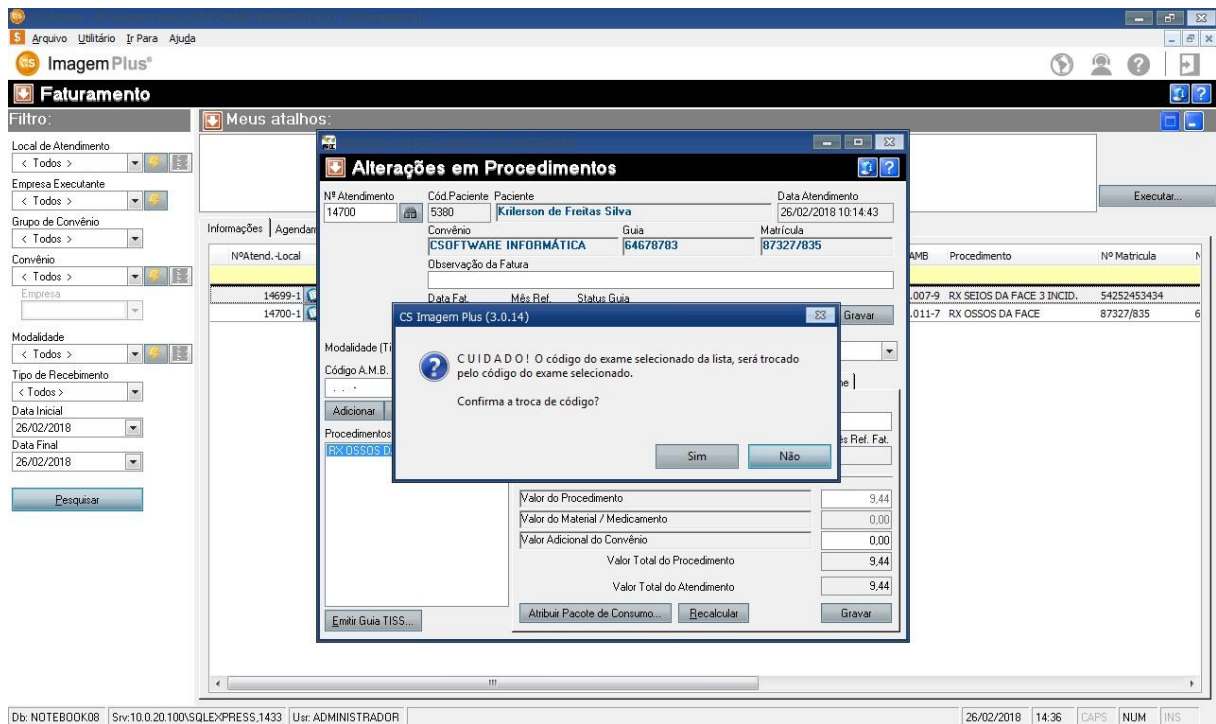 Arquivo Utilitário Ir Para Ajuda
CS ImagemPlus®
Faturamento
Filtro:
Meus atalhos:
Local de Atendimento
< Todos >
Empresa Executante
< Todos >
Grupo de Convênio
< Todos >
Convênio
< Todos >
Empresa
Modalidade
< Todos >
Tipo de Recebimento
< Todos >
Data Inicial
26/02/2018
Data Final
26/02/2018
Pesquisar
Executar...
Informações Agendam
NºAtend.-Local
14699-1
14700-1
AMB Procedimento Nº Matricula N
.007-9 RX SEIOS DA FACE 3 INCID. 54252453434
.011-7 RX OSSOS DA FACE 87327/835 6
Alterações em Procedimentos
Nº Atendimento Cód.Paciente Paciente Data Atendimento
14700 5380 Krilerson de Freitas Silva 26/02/2018 10:14:43
Convênio Guia Matrícula
CSOFTWARE INFORMÁTICA 64678783 87327/835
Observação da Fatura
Data Fat. Mês Ref. Status Guia
Gravar
Modalidade (Ti
Código A.M.B.
Adicionar
Procedimentos
RX OSSOS D
ne
ês Ref. Fat.
CS Imagem Plus (3.0.14)
C U I D A D O ! O código do exame selecionado da lista, será trocado
pelo código do exame selecionado.
Confirma a troca de código?
Sim Não
Valor do Procedimento 9,44
Valor do Material / Medicamento 0,00
Valor Adicional do Convênio 0,00
Valor Total do Procedimento 9,44
Valor Total do Atendimento 9,44
Emitir Guia TISS... Atribuir Pacote de Consumo... Recalcular Gravar
Db: NOTEBOOK08 Srv:10.0.20.100\SQLEXPRESS,1433 Usr: ADMINISTRADOR 26/02/2018 14:36 CAPS NUM INS